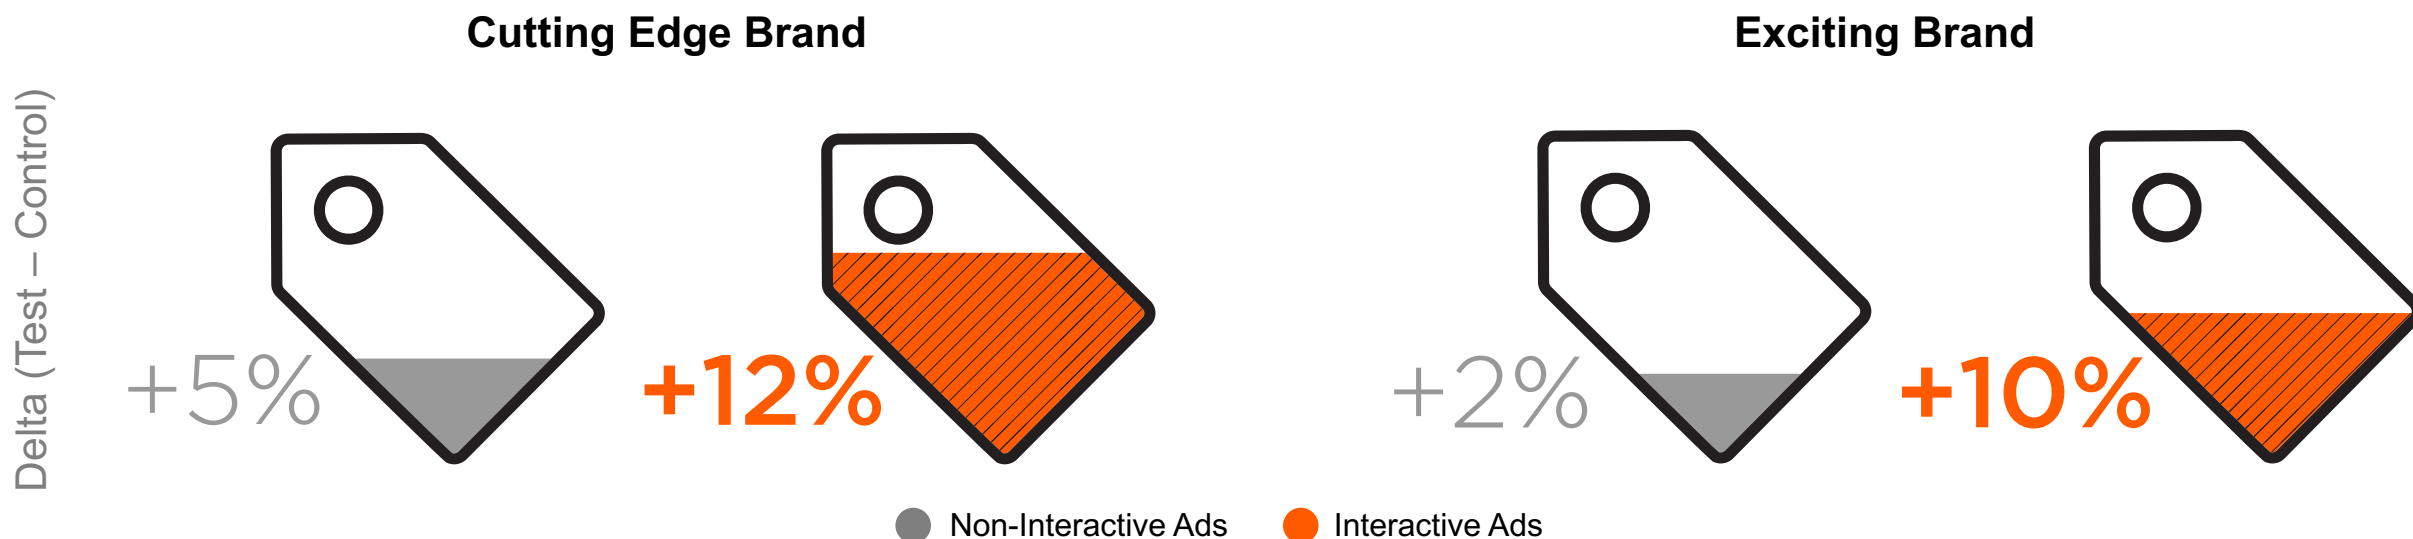 Cutting Edge Brand
Exciting Brand
Delta (Test – Control)
+5%
+12%
+2%
+10%
Non-Interactive Ads
Interactive Ads